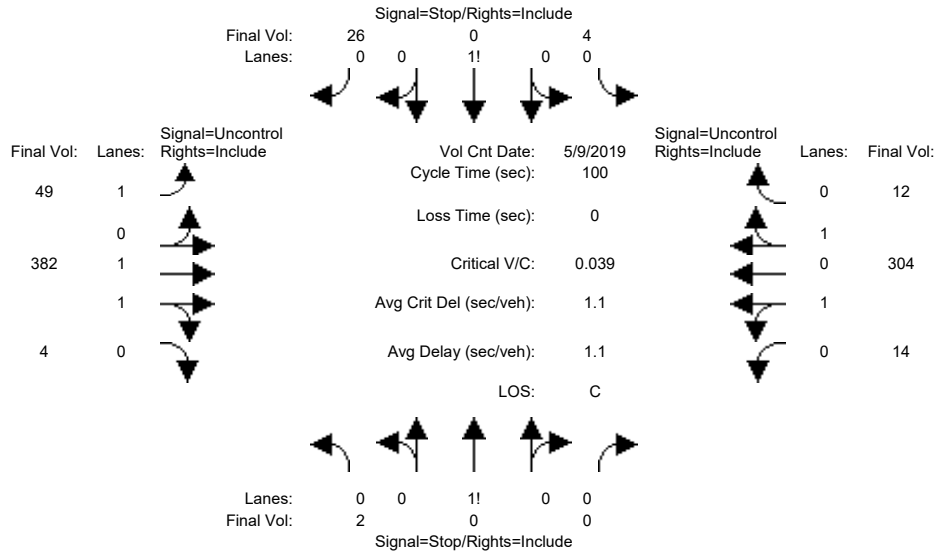 Signal=Stop/Rights=Include
Final Vol: 26 0 4
Lanes: 0 0 1! 0 0
Signal=Uncontrol
Final Vol: Lanes: Rights=Include
Vol Cnt Date: 5/9/2019
Signal=Uncontrol
Rights=Include Lanes: Final Vol:
Cycle Time (sec): 100
49 1
0 12
Loss Time (sec): 0
0
1
382 1
Critical V/C: 0.039
0 304
1
Avg Crit Del (sec/veh): 1.1
1
4 0
Avg Delay (sec/veh): 1.1
0 14
LOS: C
Lanes: 0 0 1! 0 0
Final Vol: 2 0 0
Signal=Stop/Rights=Include